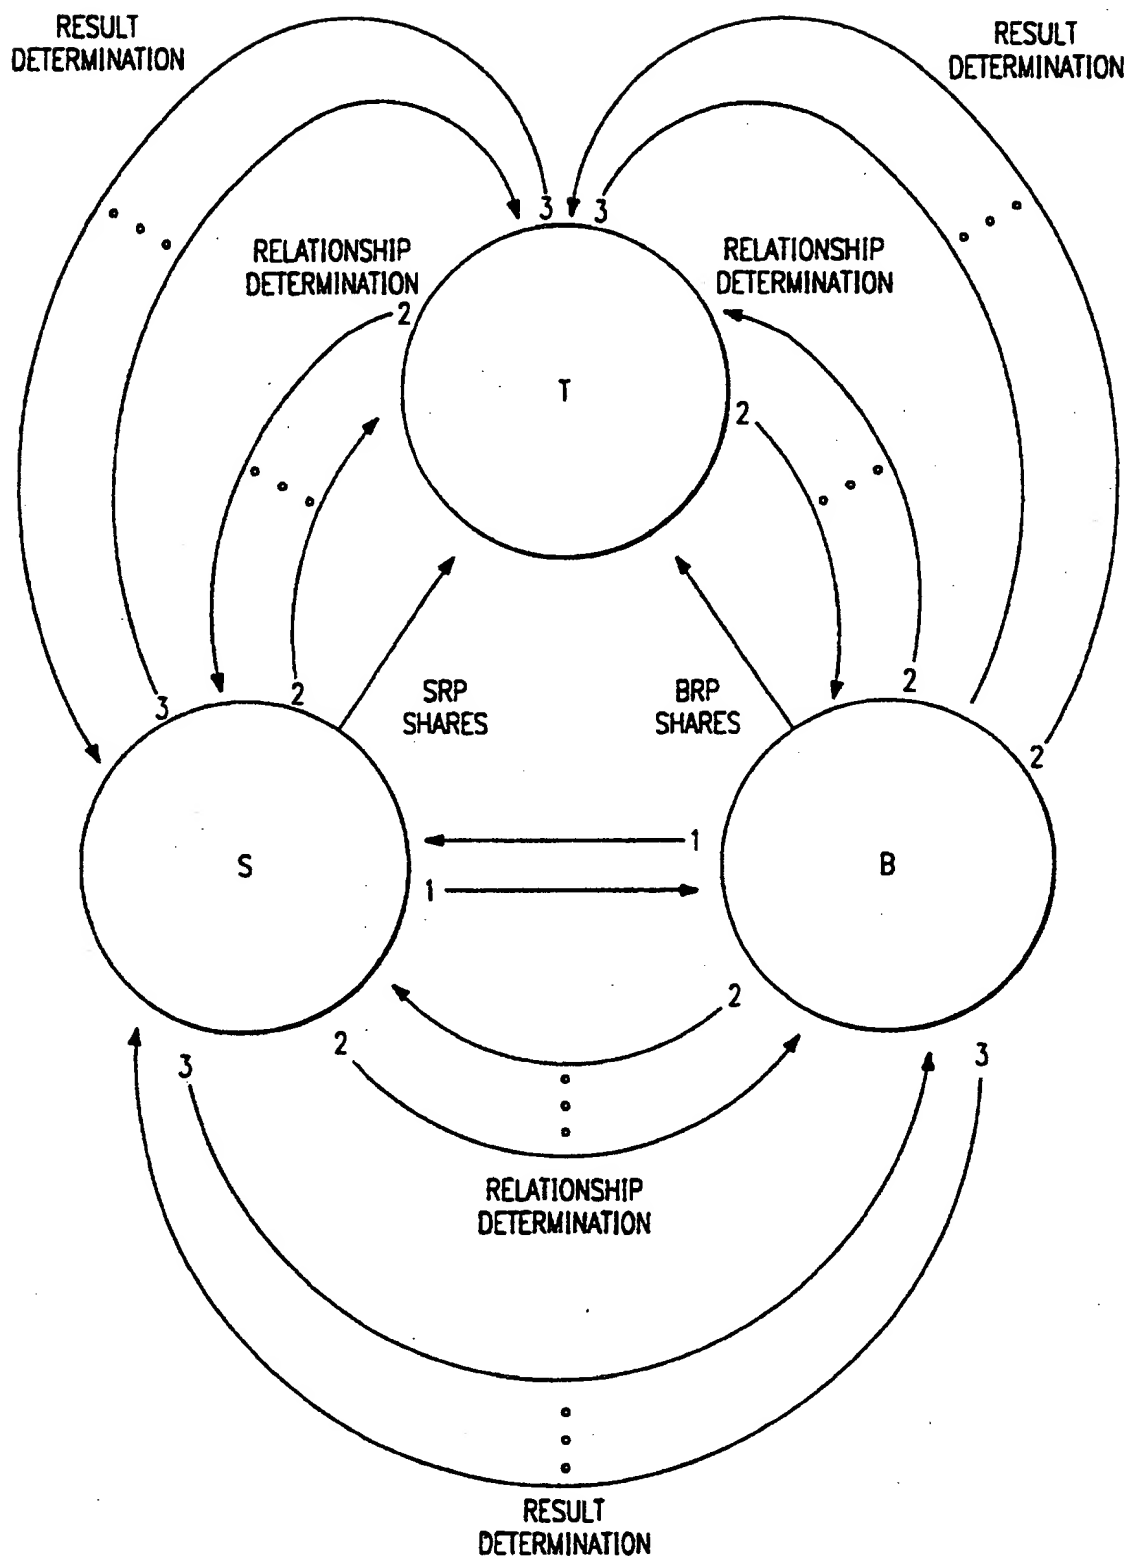 RESULT
DETERMINATION
RESULT
DETERMINATION
3
3
RELATIONSHIP
DETERMINATION
RELATIONSHIP
DETERMINATION
2
T
2
SRP
SHARES
BRP
SHARES
3
2
2
2
S
B
1
1
2
2
3
3
RELATIONSHIP
DETERMINATION
RESULT
DETERMINATION